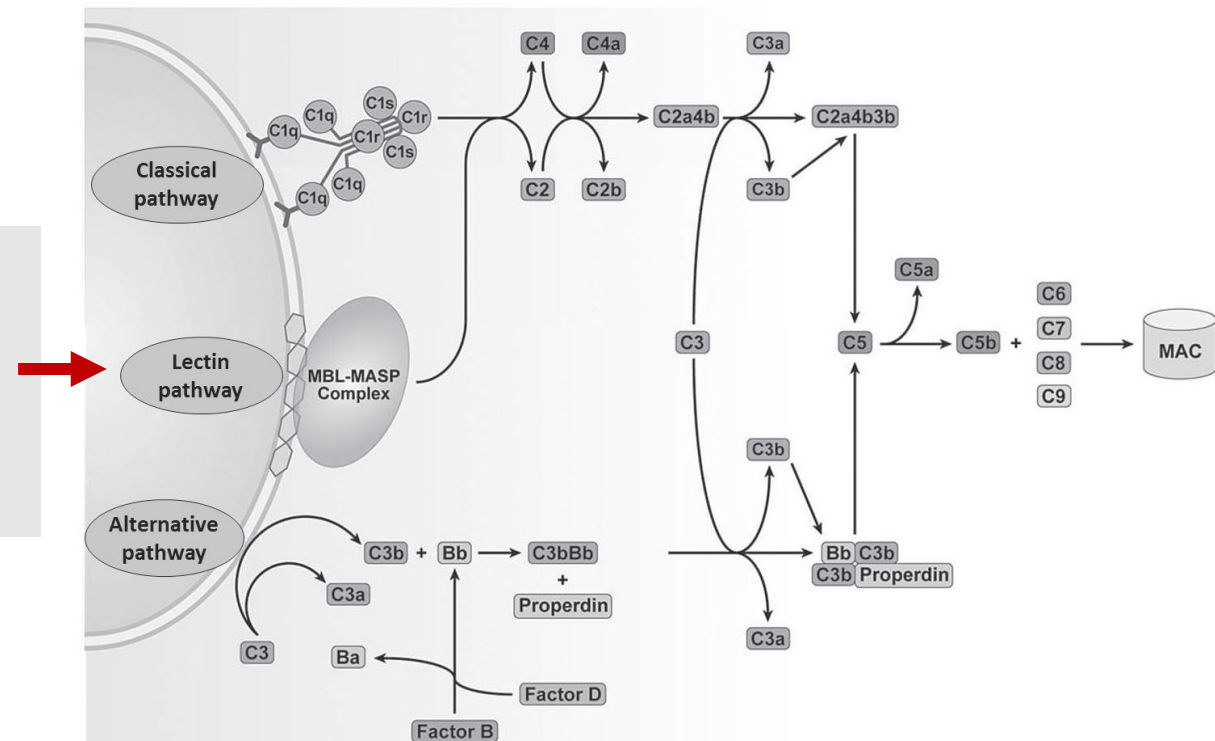 C4
C4a
C3a
C1s
C1q
C1r
C1q
C1r
C2a4b
C2a4b3b
C1s
Classical
pathway
C1q
C1q
C2
C2b
C3b
C5a
C6
C7
Lectin
pathway
MBL-MASP
Complex
C3
C5
C5b
+
C8
MAC
C9
C3b
Alternative
pathway
C3b + Bb
C3bBb
+
Properdin
Bb
C3b
C3b
Properdin
C3a
C3
Ba
C3a
Factor D
Factor B